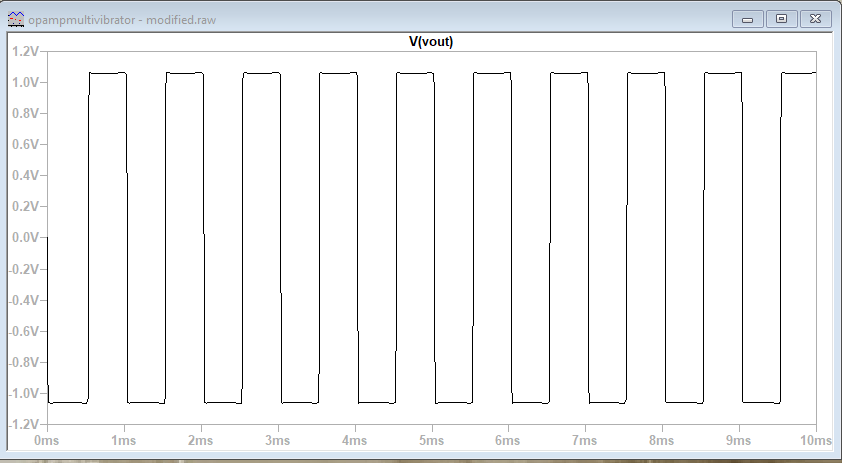 opampmultivibrator - modified.raw
V(vout)
1.2V
1.0V
0.8V
0.6V
0.4V
0.2V
0.0V
-0.2V
-0.4V
-0.6V
-0.8V
-1.0V
-1.2V
0ms 1ms 2ms 3ms 4ms 5ms 6ms 7ms 8ms 9ms 10ms